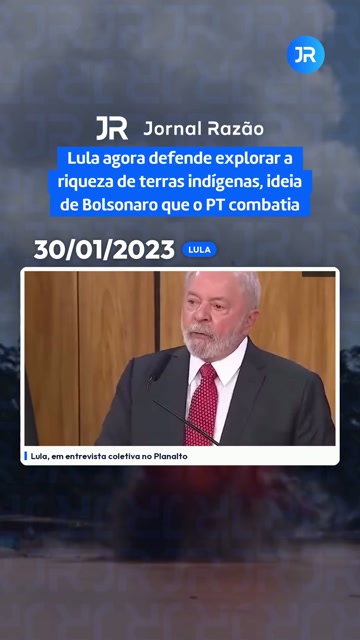 JR
JR Jornal Razão
Lula agora defende explorar a
riqueza de terras indígenas, ideia
de Bolsonaro que o PT combatia
30/01/2023 LULA
Lula, em entrevista coletiva no Planalto